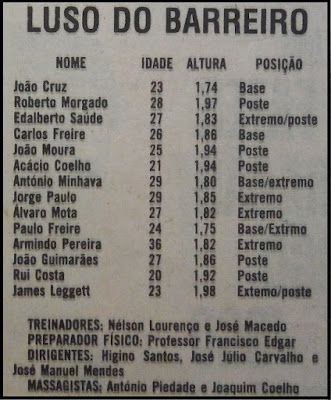 LUSO DO BARREIRO
NOME IDADE ALTURA POSIÇÃO
João Cruz 23 1,74 Base
Roberto Morgado 28 1,97 Poste
Edalberto Saúde 27 1,83 Extremo/poste
Carlos Freire 26 1,86 Base
João Moura 25 1,94 Poste
Acácio Coelho 21 1,94 Poste
António Minhava 29 1,80 Base/extremo
Jorge Paulo 29 1,85 Extremo
Álvaro Mota 27 1,82 Extremo
Paulo Freire 24 1,75 Base/Extrmo
Armindo Pereira 36 1,82 Extremo
João Guimarães 27 1,86 Poste
Rui Costa 20 1,92 Poste
James Leggett 23 1,98 Extemo/poste
TREINADORES: Nélson Lourenço e José Macedo
PREPARADOR FÍSICO: Professor Francisco Edgar
DIRIGENTES: Higino Santos, José Júlio Carvalho e
José Manuel Mendes
MASSAGISTAS: António Piedade e Joaquim Coelho